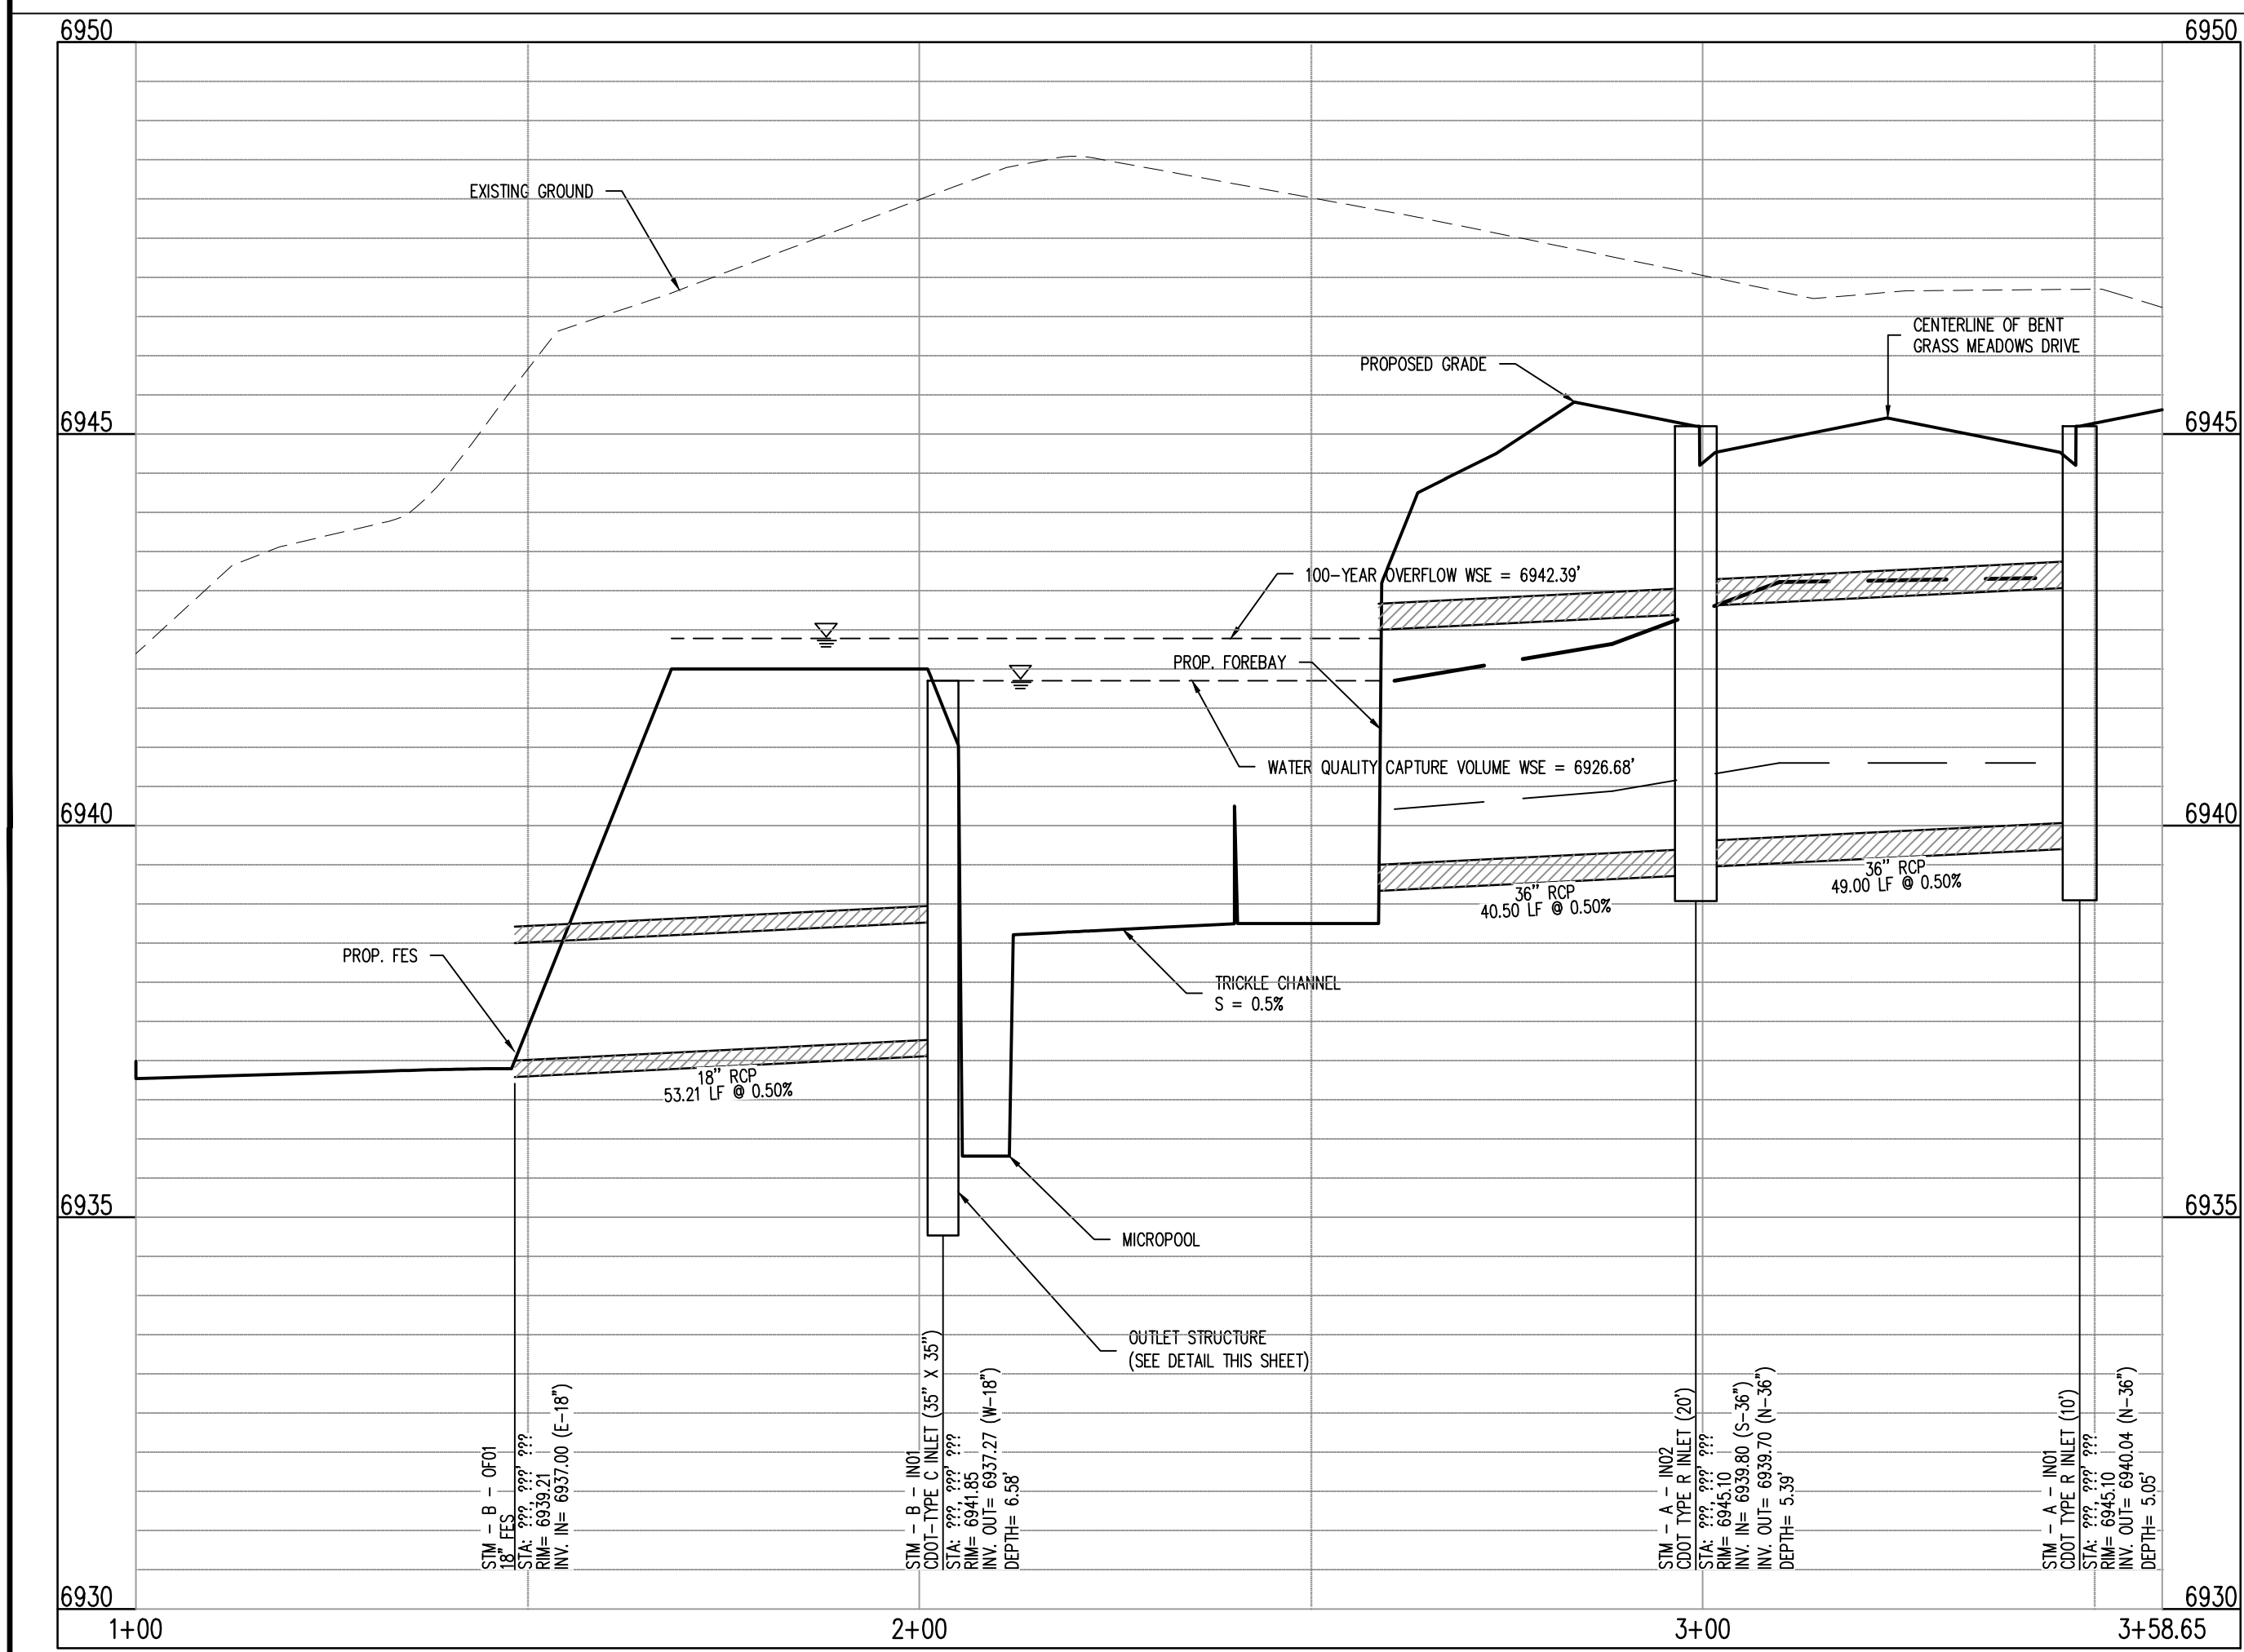 6950
6950
EXISTING GROUND
CENTERLINE OF BENT
GRASS MEADOWS DRIVE
PROPOSED GRADE
6945
6945
100-YEAR OVERFLOW WSE = 6942.39'
PROP. FOREBAY
WATER QUALITY CAPTURE VOLUME WSE = 6926.68'
6940
6940
36" RCP
49.00 LF @ 0.50%
36" RCP
40.50 LF @ 0.50%
PROP. FES
TRICKLE CHANNEL
S = 0.5%
18" RCP
53.21 LF @ 0.50%
6935
6935
MICROPOOL
OUTLET STRUCTURE
(SEE DETAIL THIS SHEET)
STM - B - OF01
18" FES
STA: ???, ???' ???
RIM= 6939.21
INV. IN= 6937.00 (E-18")
STM - B - IN01
CDOT-TYPE C INLET (35" X 35")
STA: ???, ???' ???
RIM= 6941.85
INV. OUT= 6937.27 (W-18")
DEPTH= 6.58'
STM - A - IN02
CDOT TYPE R INLET (20')
STA: ???, ???' ???
RIM= 6945.10
INV. IN= 6939.80 (S-36")
INV. OUT= 6939.70 (N-36")
DEPTH= 5.39'
STM - A - IN01
CDOT TYPE R INLET (10')
STA: ???, ???' ???
RIM= 6945.10
INV. OUT= 6940.04 (N-36")
DEPTH= 5.05'
6930
6930
1+00
2+00
3+00
3+58.65